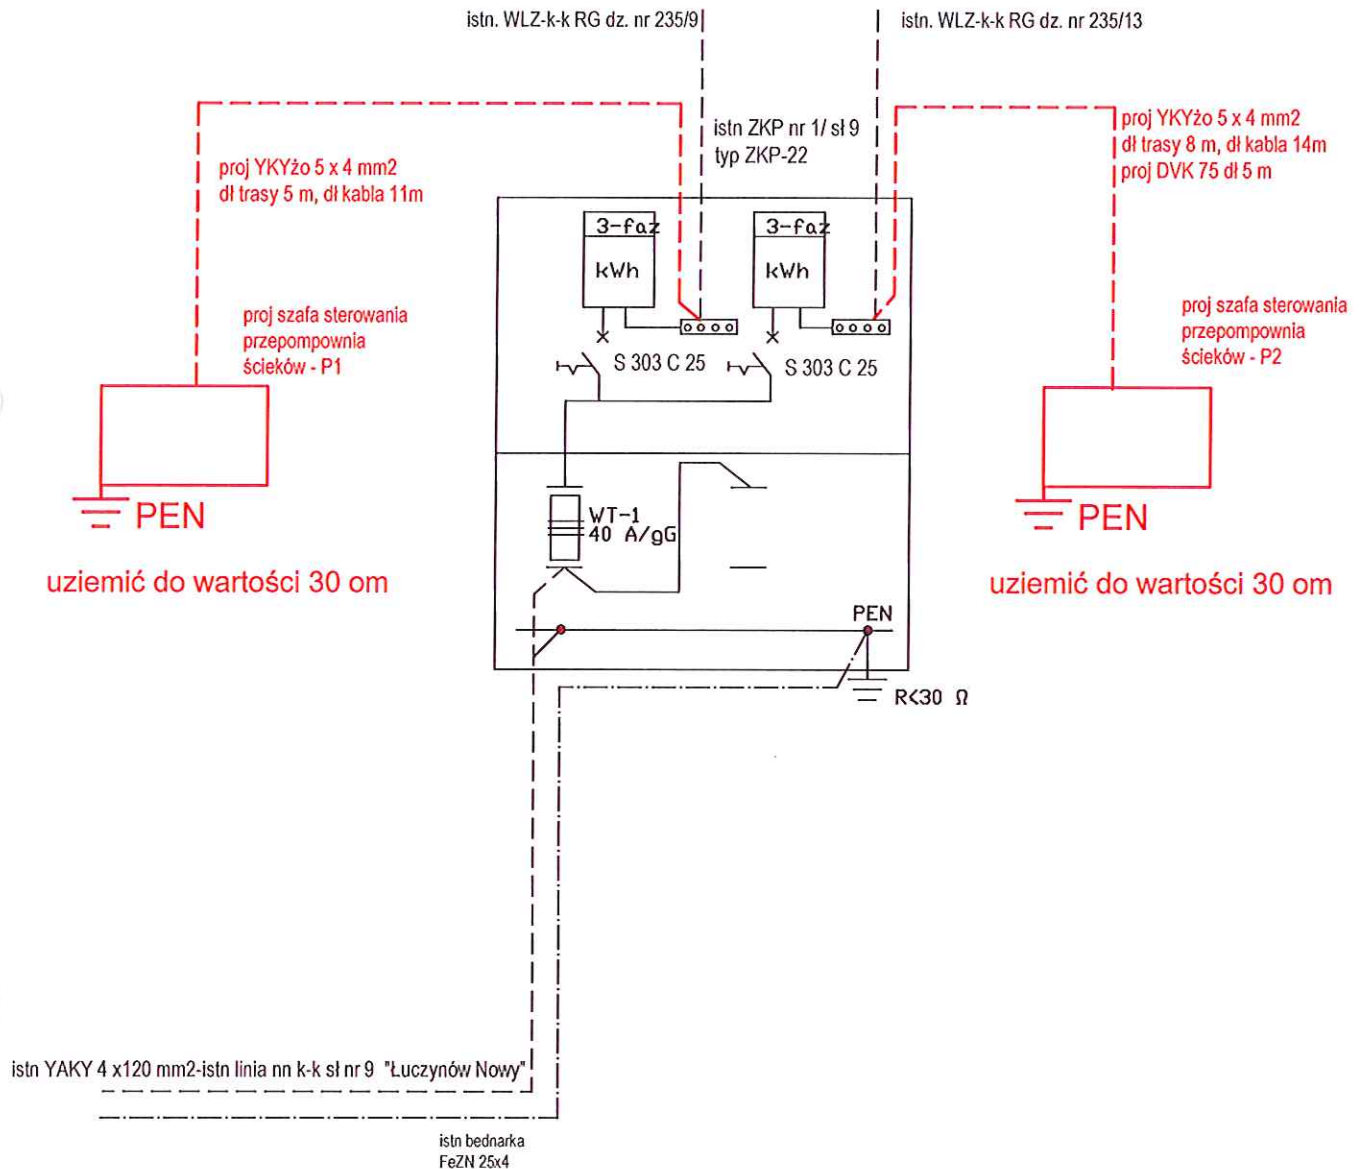 istn. WLZ-k-k RG dz. nr 235/9
istn. WLZ-k-k RG dz. nr 235/13
istn ZKP nr 1/ sł 9
typ ZKP-22
proj YKYżo 5 x 4 mm2
dł trasy 5 m, dł kabla 11m
proj YKYżo 5 x 4 mm2
dł trasy 8 m, dł kabla 14m
proj DVK 75 dł 5 m
3-faz
kWh
3-faz
kWh
proj szafa sterowania
przepompownia
ścieków - P1
proj szafa sterowania
przepompownia
ścieków - P2
S 303 C 25
S 303 C 25
WT-1
40 A/gG
PEN
PEN
uziemić do wartości 30 om
uziemić do wartości 30 om
PEN
R<30 Ω
istn YAKY 4 x120 mm2-istn linia nn k-k sł nr 9 "Łuczynów Nowy"
istn bednarka
FeZN 25x4